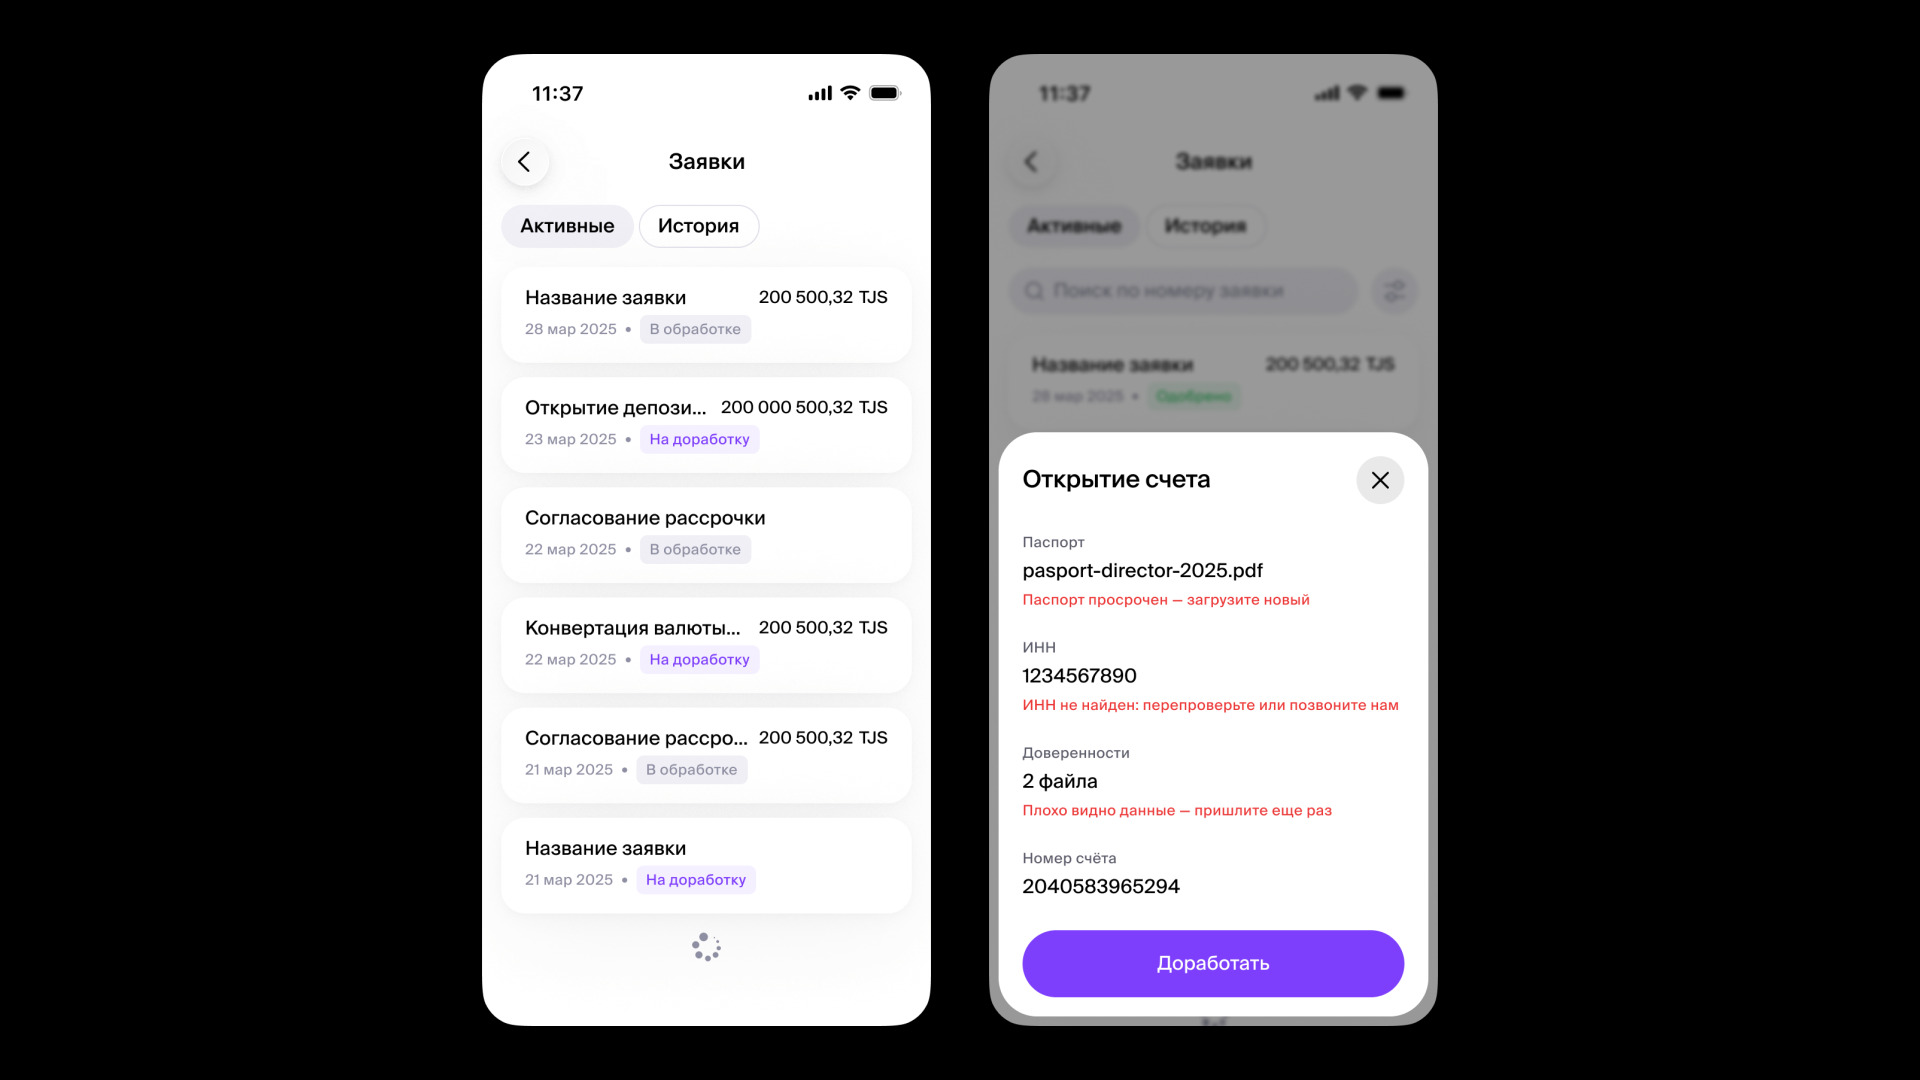 11:37
Заявки
Активные
История
Название заявки
200 500,32 TJS
28 мар 2025 • В обработке
Открытие депози...
200 000 500,32 TJS
23 мар 2025 • На доработку
Согласование рассрочки
22 мар 2025 • В обработке
Конвертация валюты...
200 500,32 TJS
22 мар 2025 • На доработку
Согласование рассро...
200 500,32 TJS
21 мар 2025 • В обработке
Название заявки
21 мар 2025 • На доработку
11:37
Заявки
Активные
История
Поиск по номеру заявки
Название заявки
200 500,32 TJS
28 мар 2025 • Одобрено
Открытие счета
Паспорт
pasport-director-2025.pdf
Паспорт просрочен — загрузите новый
ИНН
1234567890
ИНН не найден: перепроверьте или позвоните нам
Доверенности
2 файла
Плохо видно данные — пришлите еще раз
Номер счёта
2040583965294
Доработать